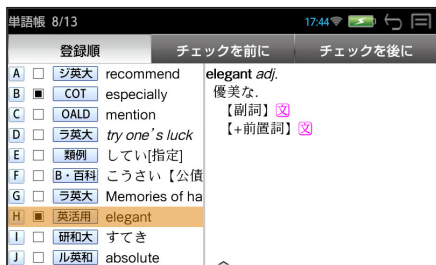 単語帳 8/13 17:44
登録順 チェックを前に チェックを後に
A ジ英大 recommend
B COT especially
C OALD mention
D ラ英大 try one's luck
E 類例 してい[指定]
F B・百科 こうさい【公債
G ラ英大 Memories of ha
H 英活用 elegant
I 研和大 すてき
J ル英和 absolute
elegant adj.
優美な.
【副詞】文
【+前置詞】文